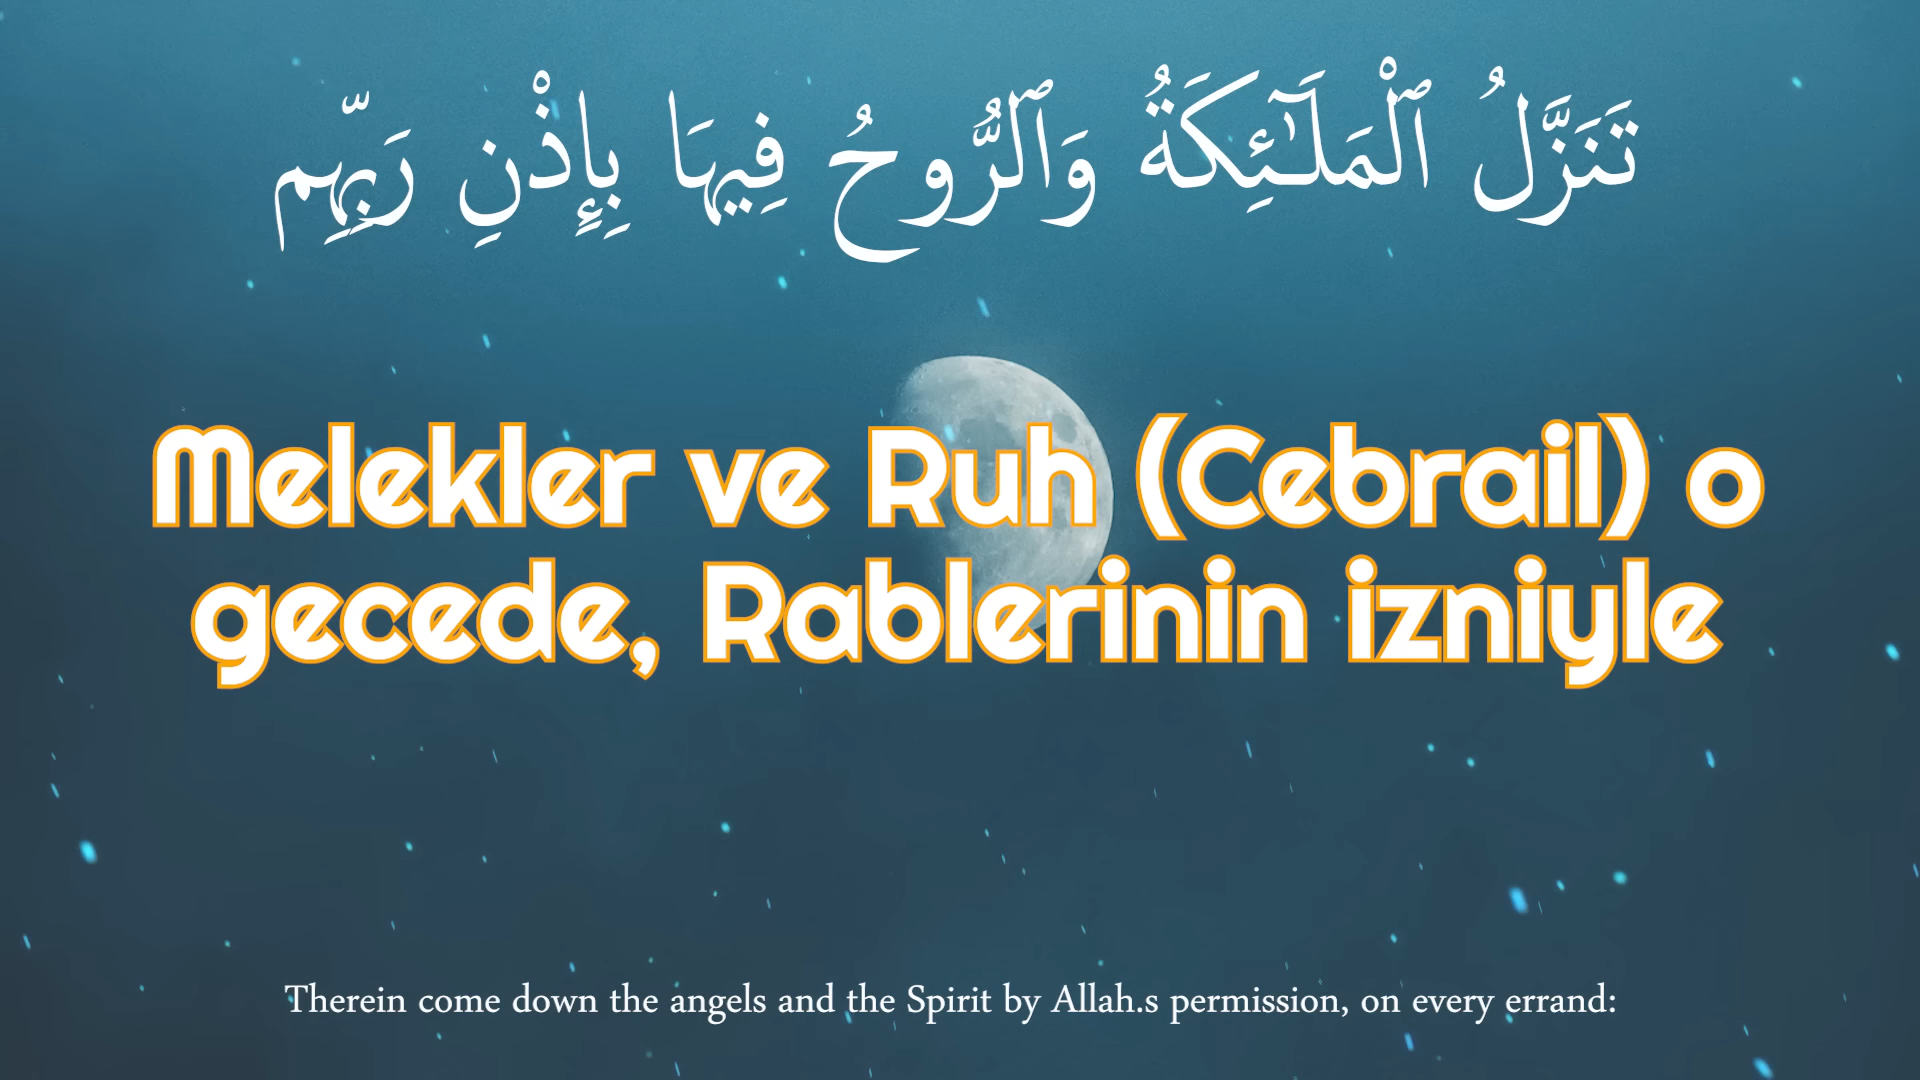 تَنَزَّلُ ٱلْمَلَـٰٓئِكَةُ وَٱلرُّوحُ فِيهَا بِإِذْنِ رَبِّهِم
Melekler ve Ruh (Cebrail) o
gecede, Rablerinin izniyle
Therein come down the angels and the Spirit by Allah.s permission, on every errand: